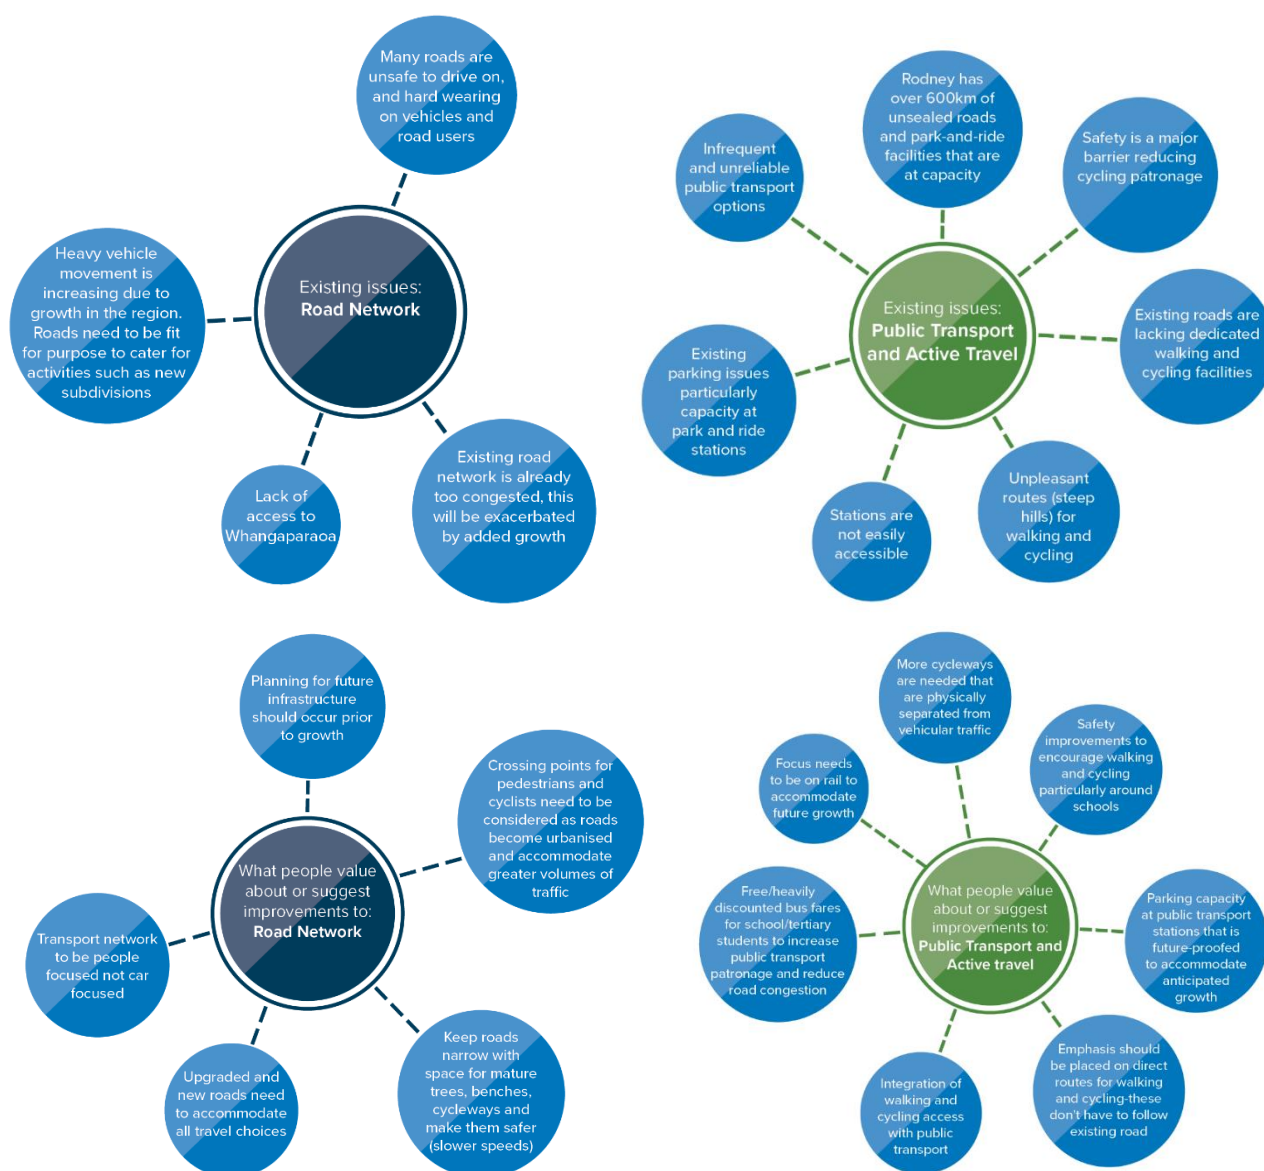 Many roads are
unsafe to drive on,
and hard wearing
on vehicles and
road users
Heavy vehicle
movement is
increasing due to
growth in the region.
Roads need to be fit
for purpose to cater for
activities such as new
subdivisions
Existing issues:
Road Network
Lack of
access to
Whangaparaoa
Existing road
network is already
too congested, this
will be exacerbated
by added growth
Rodney has
over 600km of
unsealed roads
and park-and-ride
facilities that are
at capacity
Infrequent
and unreliable
public transport
options
Safety is a major
barrier reducing
cycling patronage
Existing issues:
Public Transport
and Active Travel
Existing roads are
lacking dedicated
walking and
cycling facilities
Existing
parking issues
particularly
capacity at
park and ride
stations
Stations are
not easily
accessible
Unpleasant
routes (steep
hills) for
walking and
cycling
Planning for future
infrastructure
should occur prior
to growth
Crossing points for
pedestrians and
cyclists need to be
considered as roads
become urbanised
and accommodate
greater volumes of
traffic
What people value
about or suggest
improvements to:
Road Network
Transport network
to be people
focused not car
focused
Upgraded and
new roads need
to accommodate
all travel choices
Keep roads
narrow with
space for mature
trees, benches,
cycleways and
make them safer
(slower speeds)
More cycleways
are needed that
are physically
separated from
vehicular traffic
Safety
improvements to
encourage walking
and cycling
particularly around
schools
Focus needs
to be on rail to
accommodate
future growth
What people value
about or suggest
improvements to:
Public Transport and
Active travel
Free/heavily
discounted bus fares
for school/tertiary
students to increase
public transport
patronage and reduce
road congestion
Parking capacity
at public transport
stations that is
future-proofed
to accommodate
anticipated
growth
Integration of
walking and
cycling access
with public
transport
Emphasis should
be placed on direct
routes for walking
and cycling-these
don't have to follow
existing road